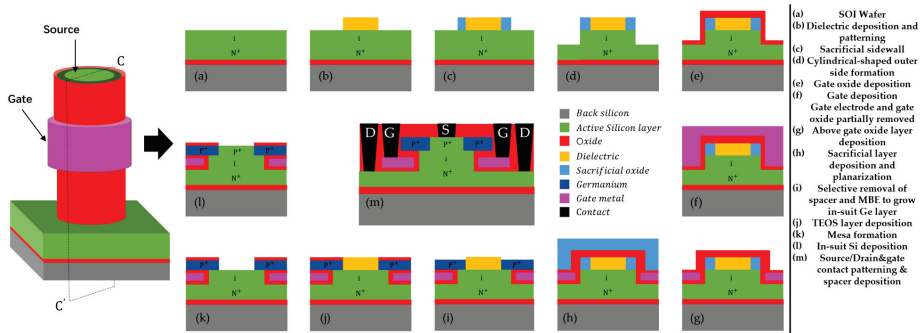 Source
C
Gate
C'
i
N+
(a)
i
N+
(b)
i
N+
(c)
i
N+
(d)
i
N+
(e)
P+
P+
i
N+
(l)
D
G
S
G
D
P+
P+
P+
i
N+
(m)
Back silicon
Active Silicon layer
Oxide
Dielectric
Sacrificial oxide
Germanium
Gate metal
Contact
i
N+
(f)
P+
P+
i
N+
(k)
P+
P+
i
N+
(j)
P+
P+
i
N+
(i)
i
N+
(h)
i
N+
(g)
(a) SOI Wafer
(b) Dielectric deposition and
patterning
(c) Sacrificial sidewall
(d) Cylindrical-shaped outer
side formation
(e) Gate oxide deposition
(f) Gate deposition
Gate electrode and gate
oxide partially removed
(g) Above gate oxide layer
deposition
(h) Sacrificial layer
deposition and
planarization
(i) Selective removal of
spacer and MBE to grow
in-suit Ge layer
(j) TEOS layer deposition
(k) Mesa formation
(l) In-suit Si deposition
(m) Source/Drain&gate
contact patterning &
spacer deposition